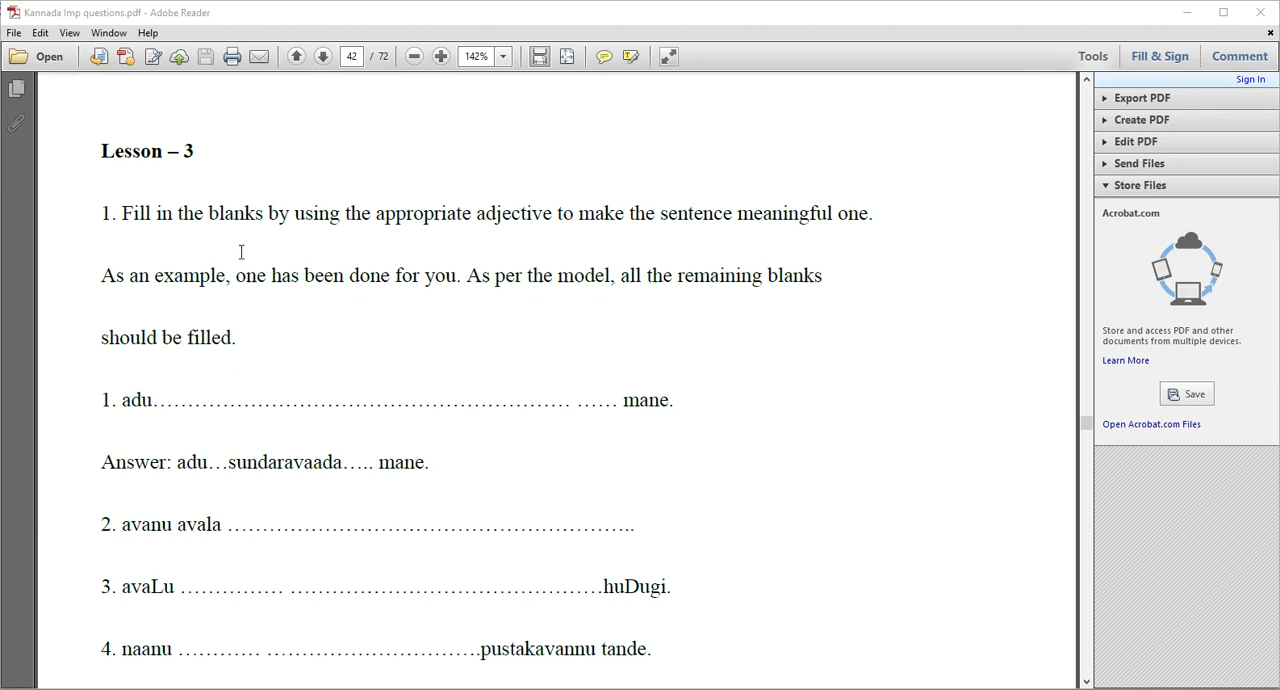 Kannada Imp questions.pdf - Adobe Reader
File Edit View Window Help
Open 42 / 72 142% Tools Fill & Sign Comment
Sign In
Export PDF
Create PDF
Edit PDF
Send Files
Store Files
Acrobat.com
Store and access PDF and other
documents from multiple devices.
Learn More
Save
Open Acrobat.com Files
Lesson – 3
1. Fill in the blanks by using the appropriate adjective to make the sentence meaningful one.
As an example, one has been done for you. As per the model, all the remaining blanks
should be filled.
1. adu…………………………………………………… …… mane.
Answer: adu…sundaravaada….. mane.
2. avanu avala …………………………………………………..
3. avaLu …………… ………………………………………huDugi.
4. naanu ………… ………………………….pustakavannu tande.